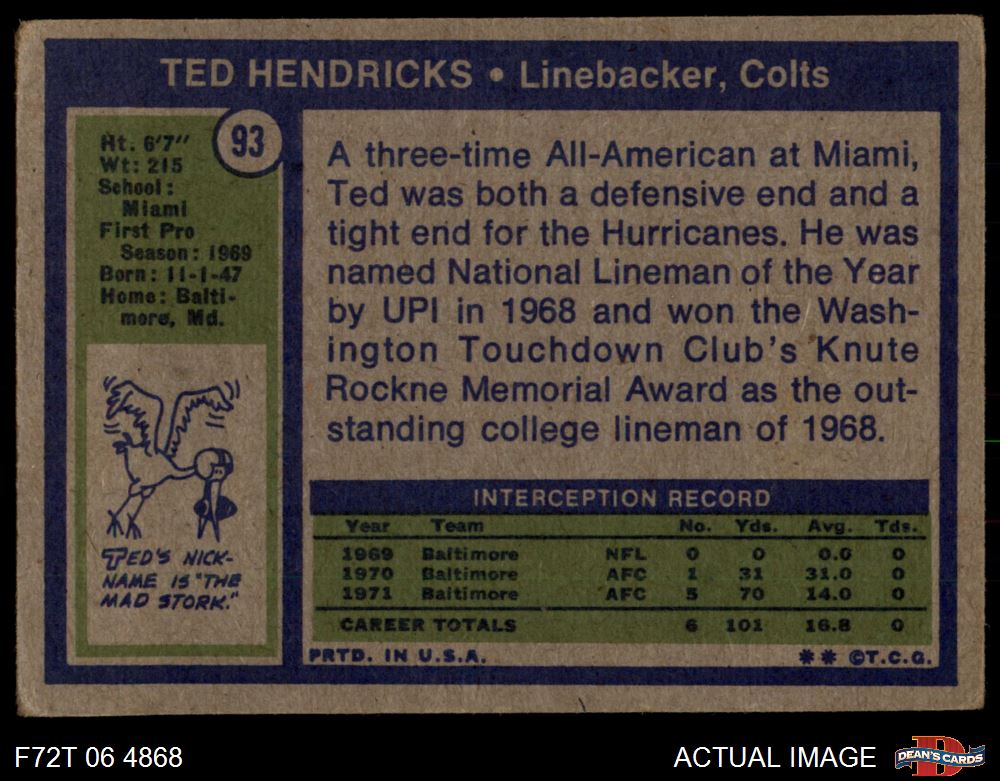 TED HENDRICKS • Linebacker, Colts
93
Ht. 6'7"
Wt: 215
School:
Miami
First Pro
Season: 1969
Born: 11-1-47
Home: Balti-
more, Md.
TED'S NICK-
NAME IS "THE
MAD STORK."
A three-time All-American at Miami,
Ted was both a defensive end and a
tight end for the Hurricanes. He was
named National Lineman of the Year
by UPI in 1968 and won the Wash-
ington Touchdown Club's Knute
Rockne Memorial Award as the out-
standing college lineman of 1968.
INTERCEPTION RECORD
Year Team No. Yds. Avg. Tds.
1969 Baltimore NFL 0 0 0.0 0
1970 Baltimore AFC 1 31 31.0 0
1971 Baltimore AFC 5 70 14.0 0
CAREER TOTALS 6 101 16.8 0
PRTD. IN U.S.A. ** ©T.C.G.
F72T 06 4868 ACTUAL IMAGE D DEAN'S CARDS